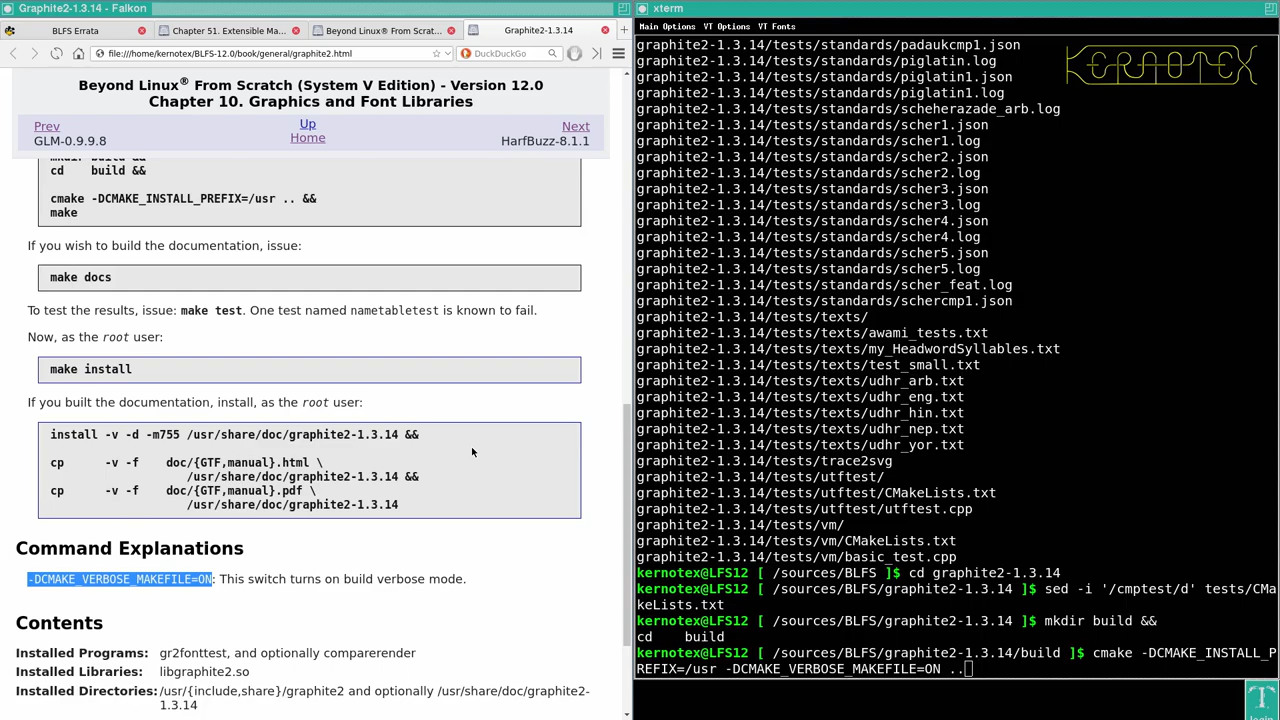 Graphite2-1.3.14 - Falkon
BLFS Errata
Chapter 51. Extensible Ma...
Beyond Linux® From Scrat...
Graphite2-1.3.14
file:///home/kernotex/BLFS-12.0/book/general/graphite2.html
DuckDuckGo
Beyond Linux® From Scratch (System V Edition) - Version 12.0
Chapter 10. Graphics and Font Libraries
Prev
Up
Next
GLM-0.9.9.8
Home
HarfBuzz-8.1.1
mkdir build &&
cd    build &&
cmake -DCMAKE_INSTALL_PREFIX=/usr .. &&
make
If you wish to build the documentation, issue:
make docs
To test the results, issue: make test. One test named nametabletest is known to fail.
Now, as the root user:
make install
If you built the documentation, install, as the root user:
install -v -d -m755 /usr/share/doc/graphite2-1.3.14 &&
cp      -v -f    doc/{GTF,manual}.html \
/usr/share/doc/graphite2-1.3.14 &&
cp      -v -f    doc/{GTF,manual}.pdf \
/usr/share/doc/graphite2-1.3.14
Command Explanations
-DCMAKE_VERBOSE_MAKEFILE=ON: This switch turns on build verbose mode.
Contents
Installed Programs: gr2fonttest, and optionally comparerender
Installed Libraries: libgraphite2.so
Installed Directories: /usr/{include,share}/graphite2 and optionally /usr/share/doc/graphite2-
1.3.14
xterm
Main Options  VT Options  VT Fonts
KERNOTEX
graphite2-1.3.14/tests/standards/padaukcmp1.json
graphite2-1.3.14/tests/standards/piglatin.log
graphite2-1.3.14/tests/standards/piglatin1.json
graphite2-1.3.14/tests/standards/piglatin1.log
graphite2-1.3.14/tests/standards/scheherazade_arb.log
graphite2-1.3.14/tests/standards/scher1.json
graphite2-1.3.14/tests/standards/scher1.log
graphite2-1.3.14/tests/standards/scher2.json
graphite2-1.3.14/tests/standards/scher2.log
graphite2-1.3.14/tests/standards/scher3.json
graphite2-1.3.14/tests/standards/scher3.log
graphite2-1.3.14/tests/standards/scher4.json
graphite2-1.3.14/tests/standards/scher4.log
graphite2-1.3.14/tests/standards/scher5.json
graphite2-1.3.14/tests/standards/scher5.log
graphite2-1.3.14/tests/standards/scher_feat.log
graphite2-1.3.14/tests/standards/schercmp1.json
graphite2-1.3.14/tests/texts/
graphite2-1.3.14/tests/texts/awami_tests.txt
graphite2-1.3.14/tests/texts/my_HeadwordSyllables.txt
graphite2-1.3.14/tests/texts/test_small.txt
graphite2-1.3.14/tests/texts/udhr_arb.txt
graphite2-1.3.14/tests/texts/udhr_eng.txt
graphite2-1.3.14/tests/texts/udhr_hin.txt
graphite2-1.3.14/tests/texts/udhr_nep.txt
graphite2-1.3.14/tests/texts/udhr_yor.txt
graphite2-1.3.14/tests/trace2svg
graphite2-1.3.14/tests/utftest/
graphite2-1.3.14/tests/utftest/CMakeLists.txt
graphite2-1.3.14/tests/utftest/utftest.cpp
graphite2-1.3.14/tests/vm/
graphite2-1.3.14/tests/vm/CMakeLists.txt
graphite2-1.3.14/tests/vm/basic_test.cpp
kernotex@LFS12 [ /sources/BLFS ]$ cd graphite2-1.3.14
kernotex@LFS12 [ /sources/BLFS/graphite2-1.3.14 ]$ sed -i '/cmptest/d' tests/CMa
keLists.txt
kernotex@LFS12 [ /sources/BLFS/graphite2-1.3.14 ]$ mkdir build &&
cd    build
kernotex@LFS12 [ /sources/BLFS/graphite2-1.3.14/build ]$ cmake -DCMAKE_INSTALL_P
REFIX=/usr -DCMAKE_VERBOSE_MAKEFILE=ON ..
login